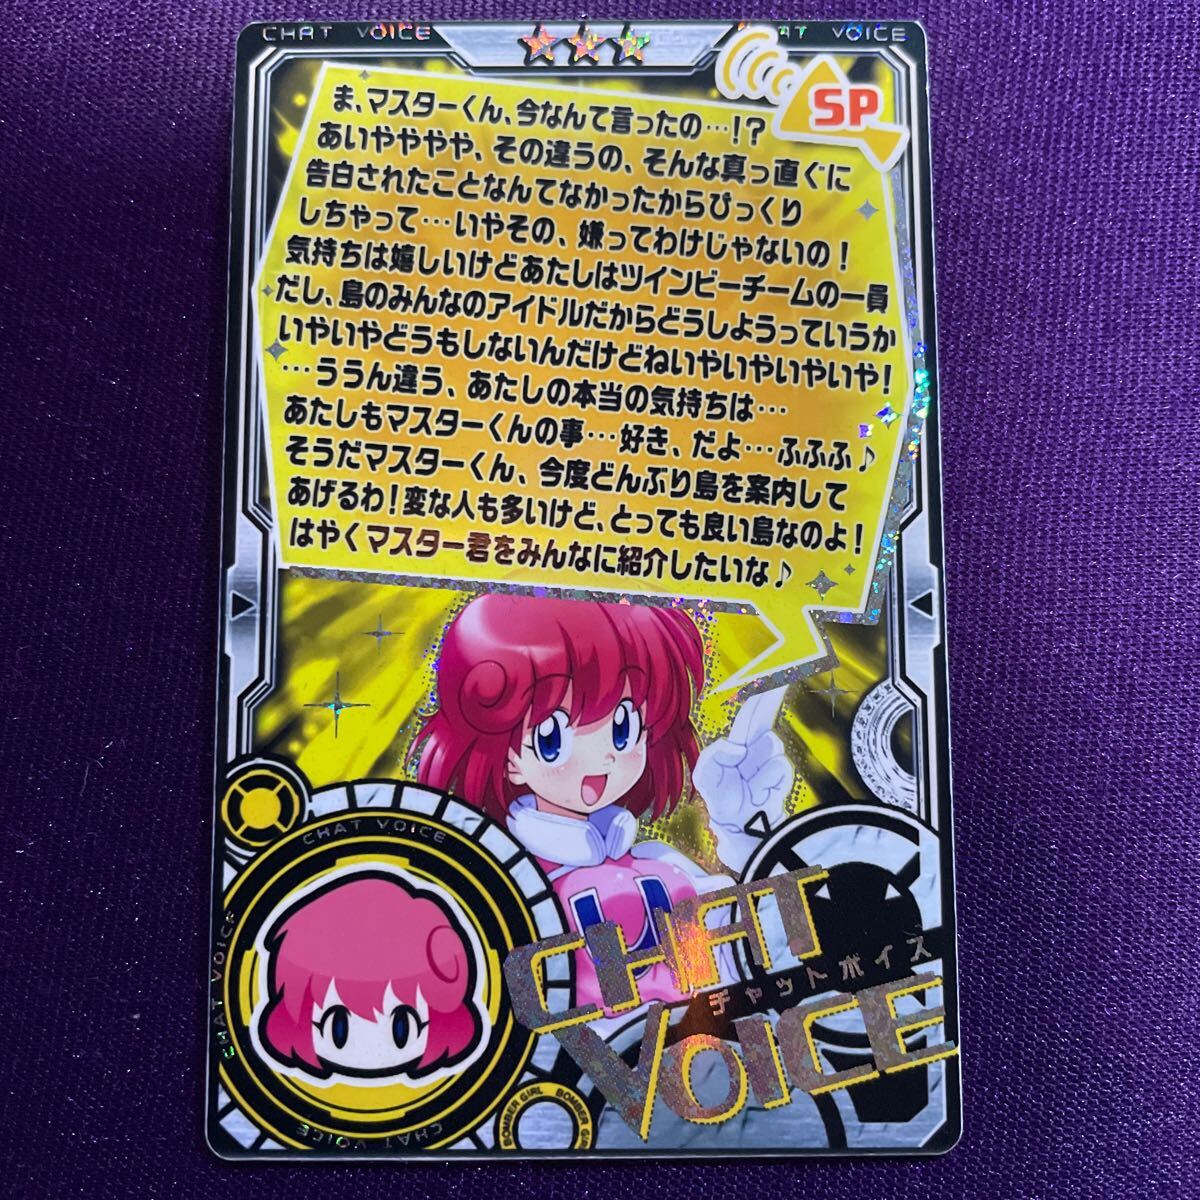 CHAT VOICE
CHAT VOICE
SP
ま、マスターくん、今なんて言ったの…!?
あいやややや、その違うの、そんな真っ直ぐに
告白されたことなんてなかったからびっくり
しちゃって…いやその、嫌ってわけじゃないの!
気持ちは嬉しいけどあたしはツインビーチームの一員
だし、島のみんなのアイドルだからどうしようっていうか
いやいやどうもしないんだけどねいやいやいやいや!
…ううん違う、あたしの本当の気持ちは…
あたしもマスターくんの事…好き、だよ…ふふふ♪
そうだマスターくん、今度どんぶり島を案内して
あげるわ!変な人も多いけど、とっても良い島なのよ!
はやくマスター君をみんなに紹介したいな♪
CHAT VOICE
CHAT VOICE
CHAT VOICE
CHAT
チャットボイス
VOICE
BOMBER GIRL
BOMBER GIRL